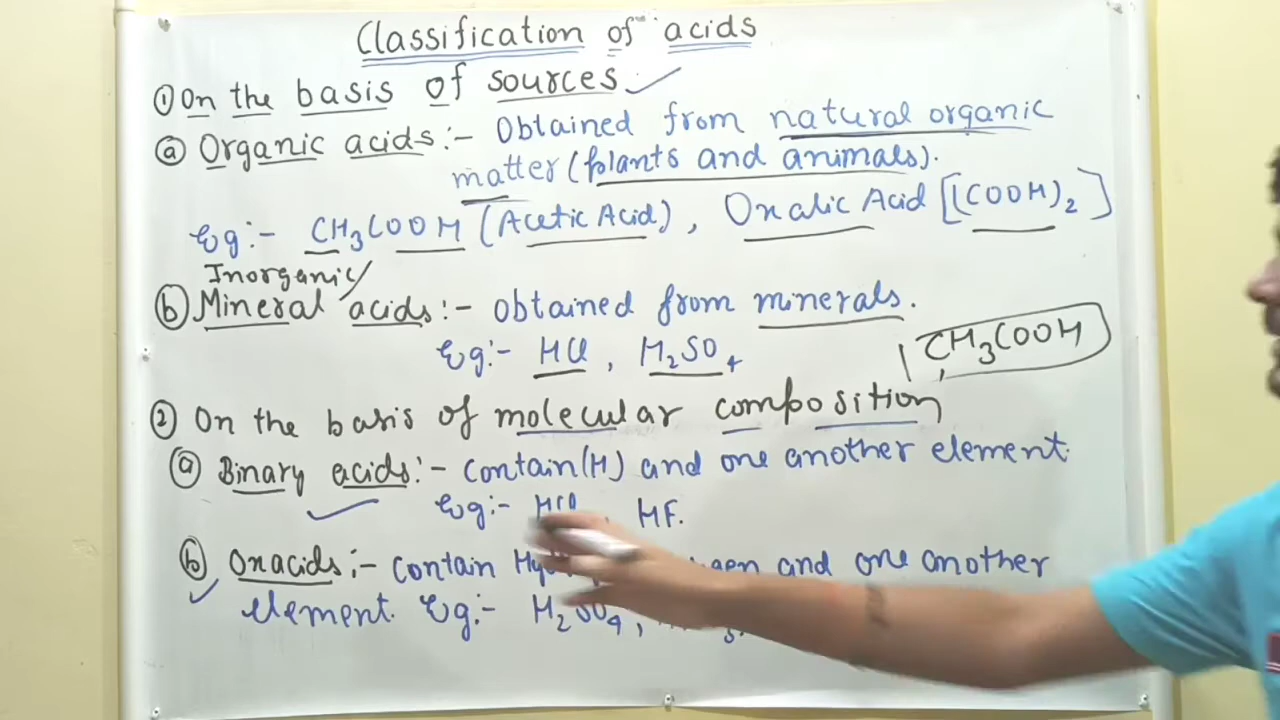 Classification of acids
① On the basis of sources
ⓐ Organic acids:- Obtained from natural organic
matter (plants and animals).
Eg:- CH3COOH (Acetic Acid), Oxalic Acid [(COOH)2]
Inorganic/
ⓑ Mineral acids:- obtained from minerals.
Eg:- HCl, H2SO4
CH3COOH
② On the basis of molecular composition
ⓐ Binary acids:- contain (H) and one another element.
Eg:- HCl, HF.
ⓑ Oxacids:- contain and one another
element. Eg:- H2SO4,